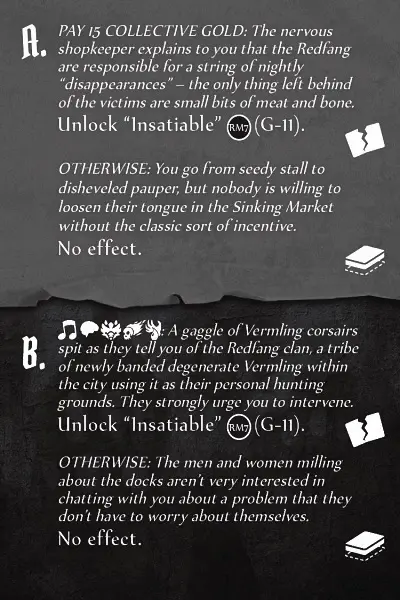 A. PAY 15 COLLECTIVE GOLD: The nervous
shopkeeper explains to you that the Redfang
are responsible for a string of nightly
“disappearances” – the only thing left behind
of the victims are small bits of meat and bone.
Unlock “Insatiable” RM7 (G-11).
OTHERWISE: You go from seedy stall to
disheveled pauper, but nobody is willing to
loosen their tongue in the Sinking Market
without the classic sort of incentive.
No effect.
B. : A gaggle of Vermling corsairs
spit as they tell you of the Redfang clan, a tribe
of newly banded degenerate Vermling within
the city using it as their personal hunting
grounds. They strongly urge you to intervene.
Unlock “Insatiable” RM7 (G-11).
OTHERWISE: The men and women milling
about the docks aren’t very interested in
chatting with you about a problem that they
don’t have to worry about themselves.
No effect.